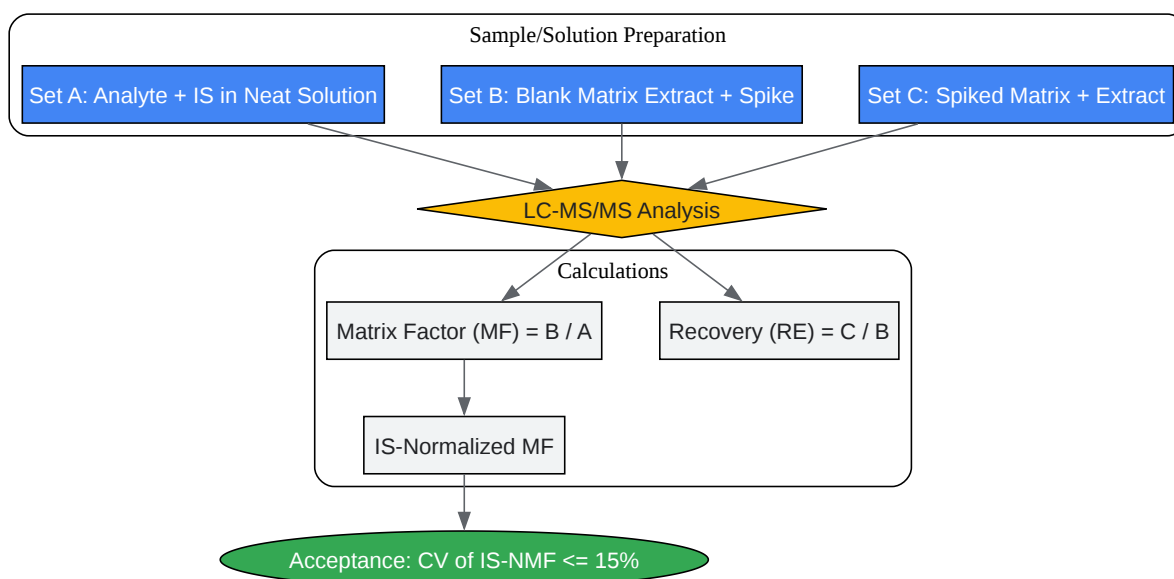 Sample/Solution Preparation
Set A: Analyte + IS in Neat Solution
Set B: Blank Matrix Extract + Spike
Set C: Spiked Matrix + Extract
LC-MS/MS Analysis
Calculations
Matrix Factor (MF) = B / A
Recovery (RE) = C / B
IS-Normalized MF
Acceptance: CV of IS-NMF <= 15%